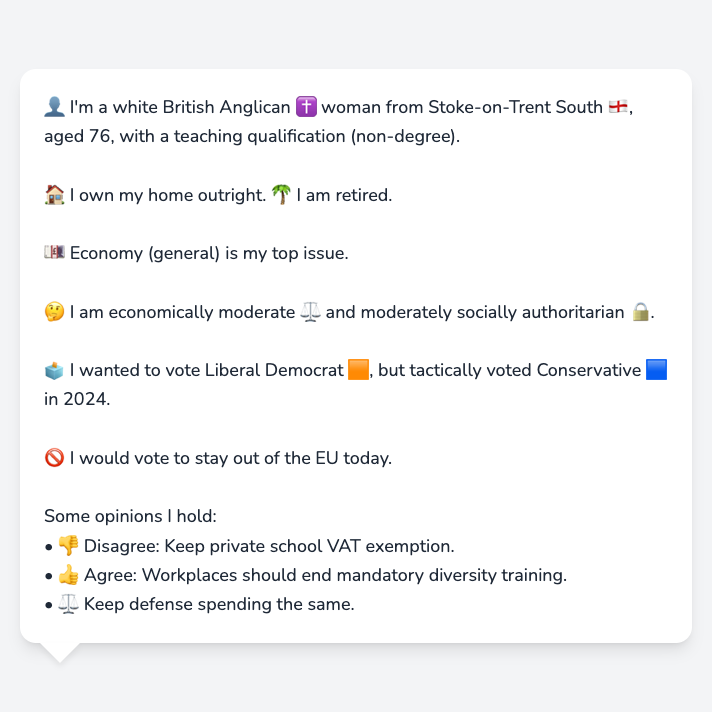 👤 I'm a white British Anglican ✝️ woman from Stoke-on-Trent South 🏴󠁧󠁢󠁥󠁮󠁧󠁿,
aged 76, with a teaching qualification (non-degree).
🏠 I own my home outright. 🌴 I am retired.
💷 Economy (general) is my top issue.
🤔 I am economically moderate ⚖️ and moderately socially authoritarian 🔒.
🗳️ I wanted to vote Liberal Democrat 🟧, but tactically voted Conservative 🟦
in 2024.
🚫 I would vote to stay out of the EU today.
Some opinions I hold:
• 👎 Disagree: Keep private school VAT exemption.
• 👍 Agree: Workplaces should end mandatory diversity training.
• ⚖️ Keep defense spending the same.